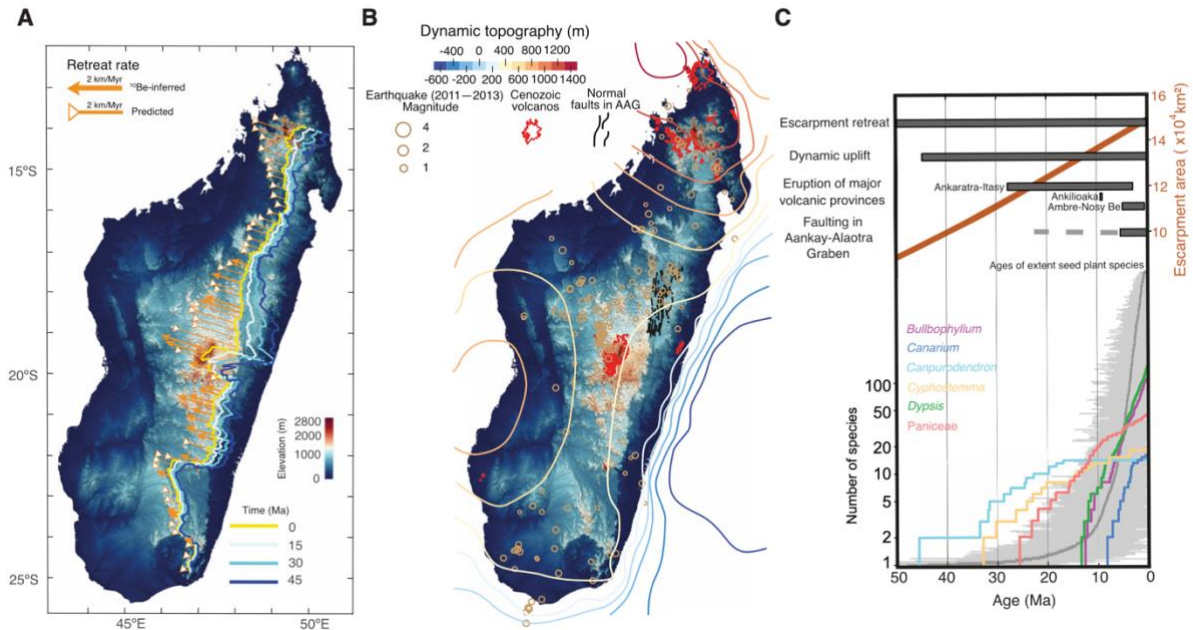 A
Retreat rate
2 km/Myr
¹⁰Be-inferred
2 km/Myr
Predicted
15°S
20°S
25°S
45°E
50°E
Elevation (m)
2800
2000
1000
0
Time (Ma)
0
15
30
45
B
Dynamic topography (m)
-400 0 400 800 1200
-600 -200 200 600 1000 1400
Earthquake (2011—2013)
Magnitude
4
2
1
Cenozoic
volcanos
Normal
faults in AAG
C
Escarpment retreat
Dynamic uplift
Eruption of major
volcanic provinces
Faulting in
Aankay-Alaotra
Graben
Ankaratra-Itasy
Ankilioaka
Ambre-Nosy Be
Ages of extent seed plant species
16
14
12
10
Escarpment area ( x10⁴km²)
Bullbophyllum
Canarium
Canpurodendron
Cyphostemma
Dypsis
Paniceae
Number of species
100
50
20
10
5
2
1
50 40 30 20 10 0
Age (Ma)